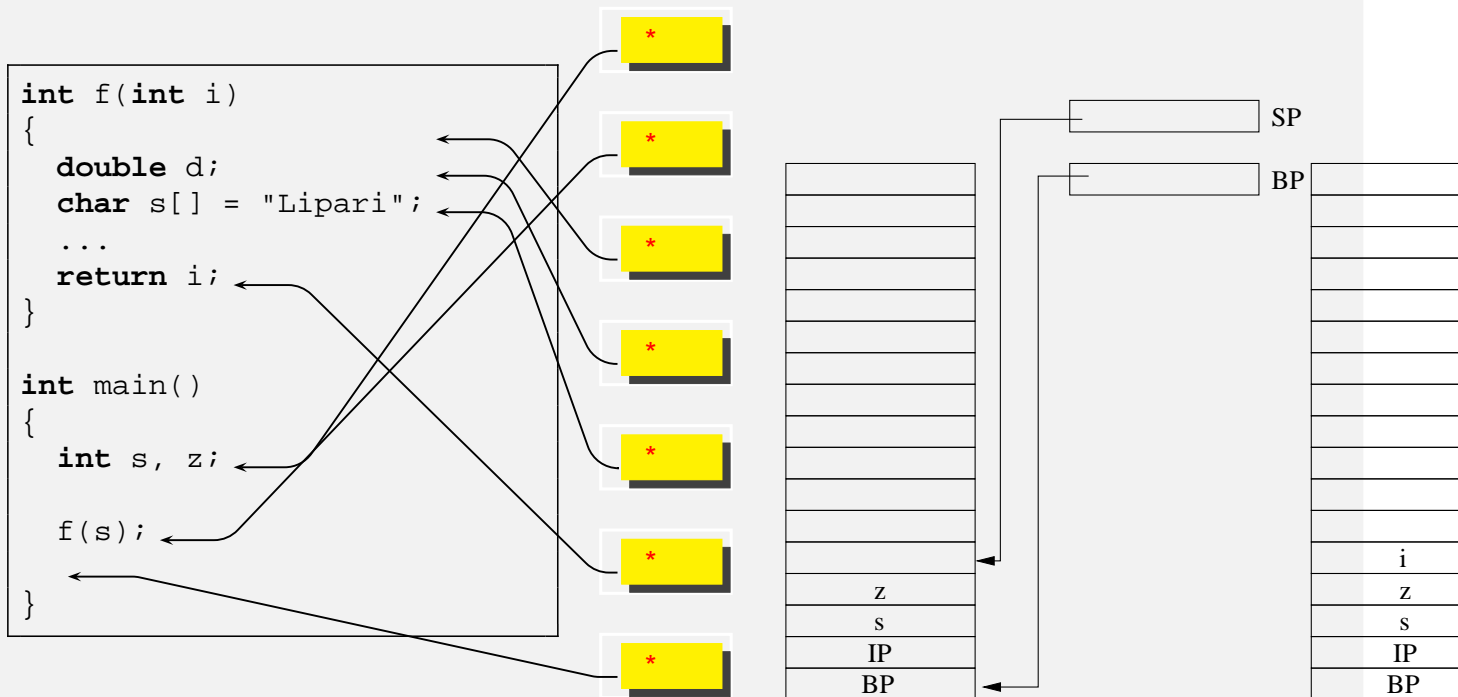 int f(int i)
{
double d;
char s[] = "Lipari";
...
return i;
}
int main()
{
int s, z;
f(s);
}
*
*
*
*
*
*
*
z
s
IP
BP
SP
BP
i
z
s
IP
BP